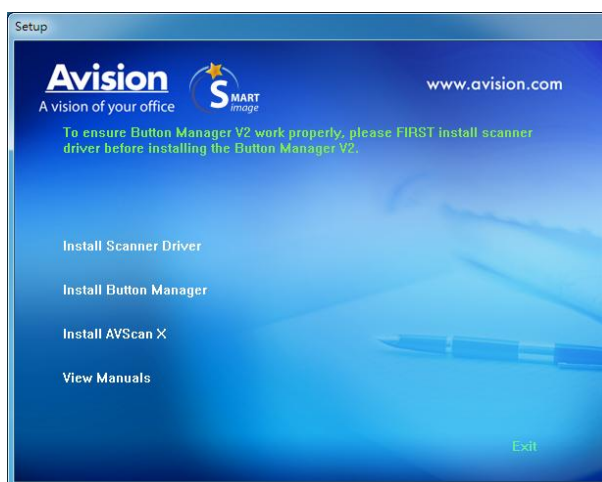 Setup
Avision
A vision of your office
SMART
image
www.avision.com
To ensure Button Manager V2 work properly, please FIRST install scanner
driver before installing the Button Manager V2.
Install Scanner Driver
Install Button Manager
Install AVScan X
View Manuals
Exit